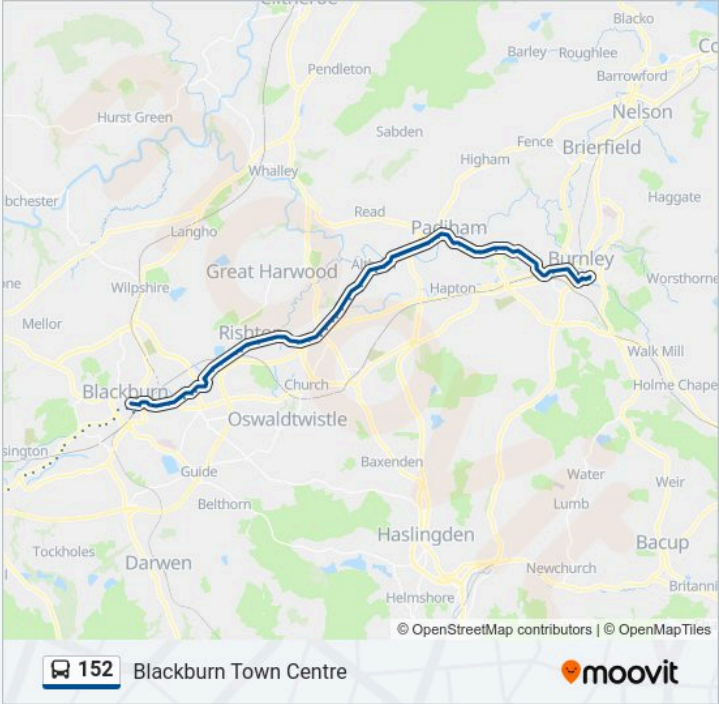 Blacko
Barley
Roughlee
Pendleton
Barrowford
Nelson
Hurst Green
Sabden
Fence
Brierfield
Higham
Whalley
Haggate
Read
Padiham
Langho
Burnley
Great Harwood
Worsthorne
Wilpshire
Hapton
Mellor
Walk Mill
Church
Blackburn
Holme Chape
Oswaldtwistle
Baxenden
Guide
Water
Weir
Belthorn
Lumb
Haslingden
Bacup
Tockholes
Darwen
Newchurch
Britanni
Helmshore
© OpenStreetMap contributors | © OpenMapTiles
152 Blackburn Town Centre
moovit